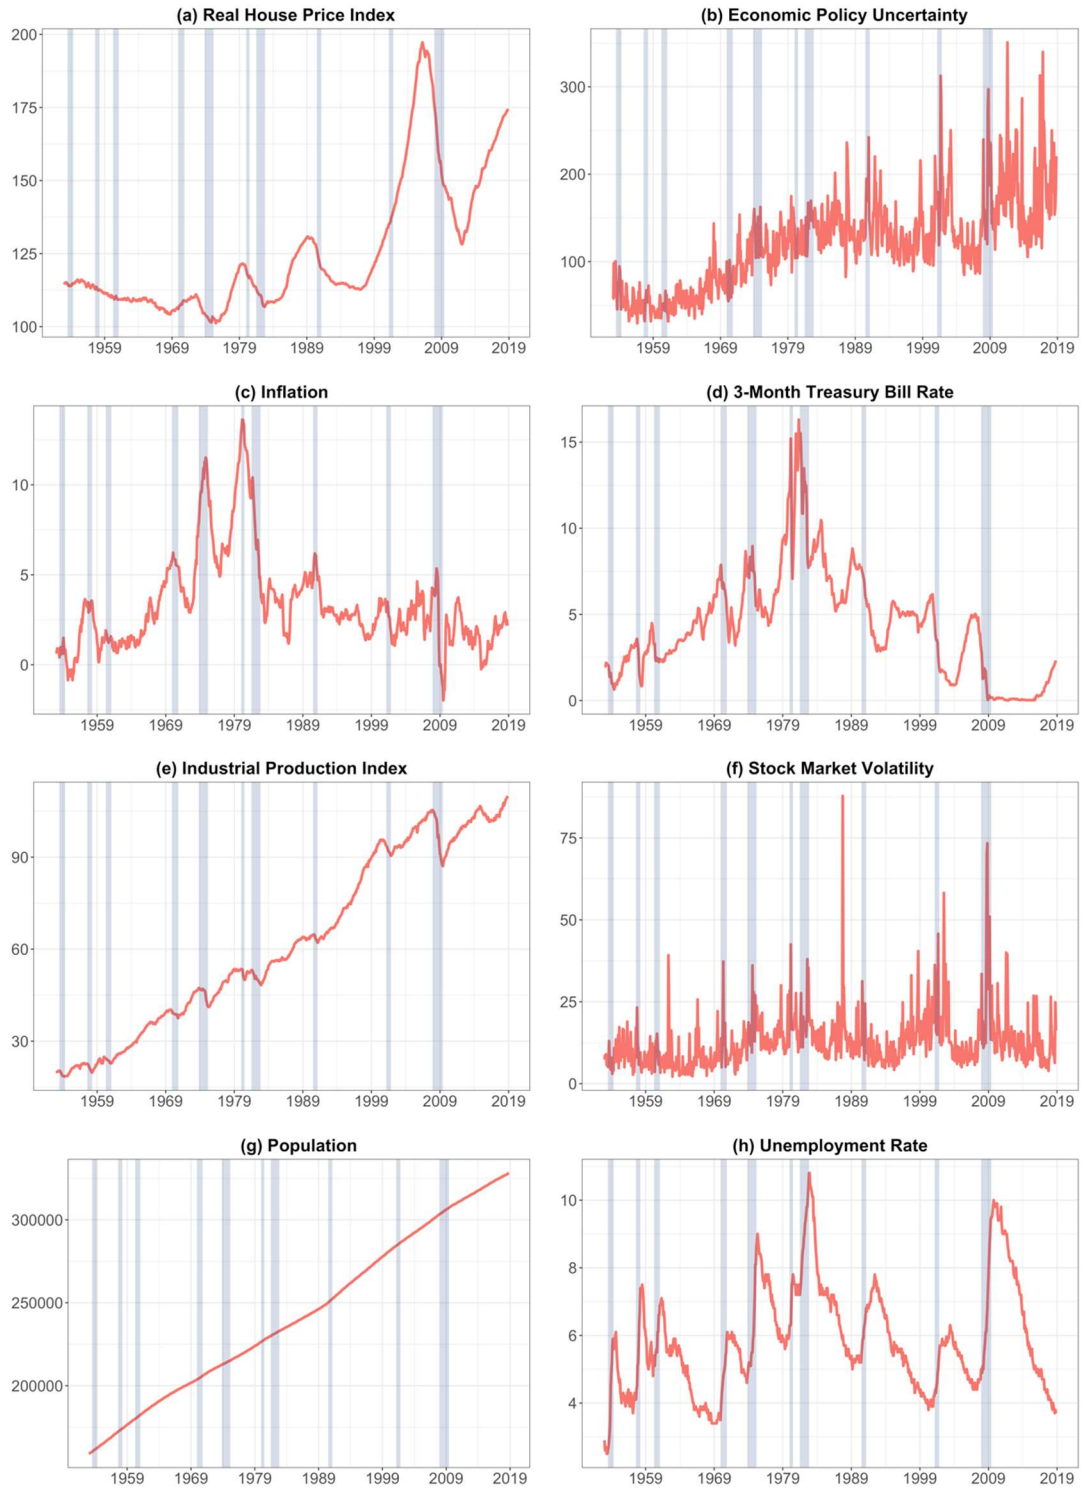 (a) Real House Price Index
200
175
150
125
100
1959 1969 1979 1989 1999 2009 2019
(b) Economic Policy Uncertainty
300
200
100
1959 1969 1979 1989 1999 2009 2019
(c) Inflation
10
5
0
1959 1969 1979 1989 1999 2009 2019
(d) 3-Month Treasury Bill Rate
15
10
5
0
1959 1969 1979 1989 1999 2009 2019
(e) Industrial Production Index
90
60
30
1959 1969 1979 1989 1999 2009 2019
(f) Stock Market Volatility
75
50
25
0
1959 1969 1979 1989 1999 2009 2019
(g) Population
300000
250000
200000
1959 1969 1979 1989 1999 2009 2019
(h) Unemployment Rate
10
8
6
4
1959 1969 1979 1989 1999 2009 2019